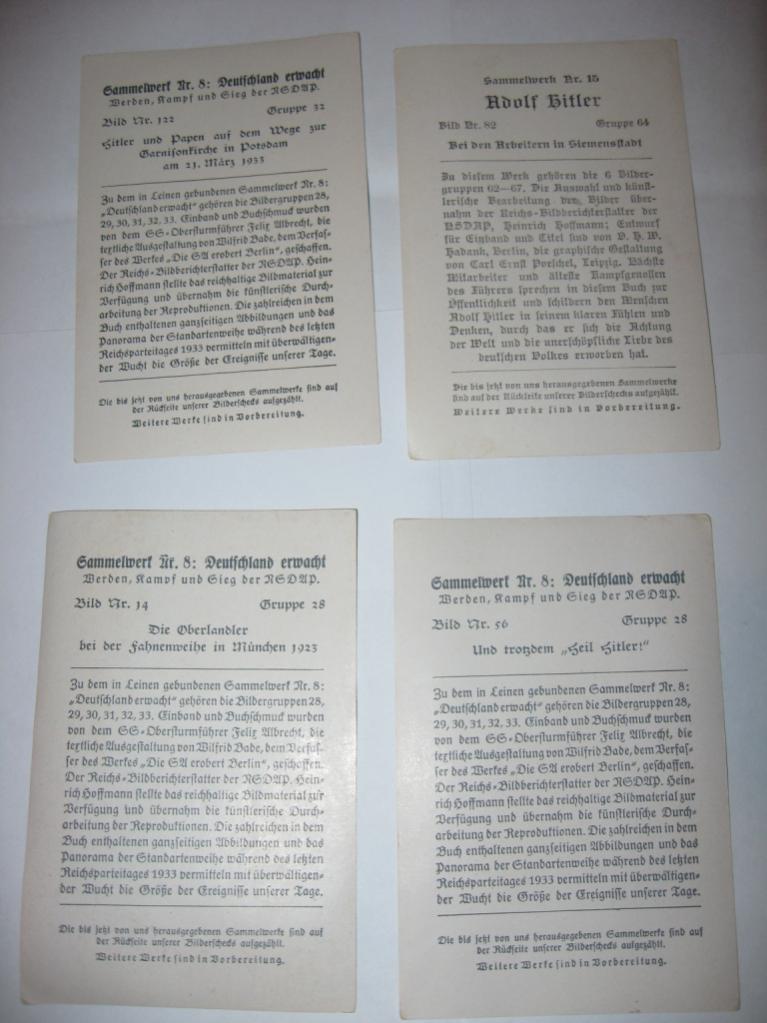 Sammelwerk Nr. 8: Deutschland erwacht
Werden, Kampf und Sieg der NSDAP.
Bild Nr. 122 Gruppe 32
Hitler und Papen auf dem Wege zur
Garnisonkirche in Potsdam
am 21. März 1933
Zu dem in Leinen gebundenen Sammelwerk Nr. 8:
„Deutschland erwacht“ gehören die Bildergruppen 28,
29, 30, 31, 32, 33. Einband und Buchschmuck wurden
von dem SS-Obersturmführer Felix Albrecht, die
textliche Ausgestaltung von Wilfrid Bade, dem Verfas-
ser des Werkes „Die SA erobert Berlin“, geschaffen.
Der Reichs-Bildberichterstatter der NSDAP. Hein-
rich Hoffmann stellte das reichhaltige Bildmaterial zur
Verfügung und übernahm die künstlerische Durch-
arbeitung der Reproduktionen. Die zahlreichen in dem
Buch enthaltenen ganzseitigen Abbildungen und das
Panorama der Standartenweihe während des letzten
Reichsparteitages 1933 vermitteln mit überwältigen-
der Wucht die Größe der Ereignisse unserer Tage.
Die bis jetzt von uns herausgegebenen Sammelwerke sind auf
der Rückseite unserer Bilderschecks aufgezählt.
Weitere Werke sind in Vorbereitung.
Sammelwerk Nr. 15
Adolf Hitler
Bild Nr. 82 Gruppe 64
Bei den Arbeitern in Siemensstadt
Zu diesem Werk gehören die 6 Bilder-
gruppen 62—67. Die Auswahl und künst-
lerische Bearbeitung der Bilder über-
nahm der Reichs-Bildberichterstatter der
NSDAP, Heinrich Hoffmann; Entwurf
für Einband und Titel sind von O. H. W.
Hadank, Berlin, die graphische Gestaltung
von Carl Ernst Poeschel, Leipzig. Nächste
Mitarbeiter und älteste Kampfgenossen
des Führers sprechen in diesem Buch zur
Öffentlichkeit und schildern den Menschen
Adolf Hitler in seinem klaren Fühlen und
Denken, durch das er sich die Achtung
der Welt und die unerschöpfliche Liebe des
deutschen Volkes erworben hat.
Die bis jetzt von uns herausgegebenen Sammelwerke
sind auf der Rückseite unserer Bilderschecks aufgezählt.
Weitere Werke sind in Vorbereitung.
Sammelwerk Nr. 8: Deutschland erwacht
Werden, Kampf und Sieg der NSDAP.
Bild Nr. 14 Gruppe 28
Die Oberlandler
bei der Fahnenweihe in München 1923
Zu dem in Leinen gebundenen Sammelwerk Nr. 8:
„Deutschland erwacht“ gehören die Bildergruppen 28,
29, 30, 31, 32, 33. Einband und Buchschmuck wurden
von dem SS-Obersturmführer Felix Albrecht, die
textliche Ausgestaltung von Wilfrid Bade, dem Verfas-
ser des Werkes „Die SA erobert Berlin“, geschaffen.
Der Reichs-Bildberichterstatter der NSDAP. Hein-
rich Hoffmann stellte das reichhaltige Bildmaterial zur
Verfügung und übernahm die künstlerische Durch-
arbeitung der Reproduktionen. Die zahlreichen in dem
Buch enthaltenen ganzseitigen Abbildungen und das
Panorama der Standartenweihe während des letzten
Reichsparteitages 1933 vermitteln mit überwältigen-
der Wucht die Größe der Ereignisse unserer Tage.
Die bis jetzt von uns herausgegebenen Sammelwerke sind auf
der Rückseite unserer Bilderschecks aufgezählt.
Weitere Werke sind in Vorbereitung.
Sammelwerk Nr. 8: Deutschland erwacht
Werden, Kampf und Sieg der NSDAP.
Bild Nr. 56 Gruppe 28
Und trotzdem „Heil Hitler!“
Zu dem in Leinen gebundenen Sammelwerk Nr. 8:
„Deutschland erwacht“ gehören die Bildergruppen 28,
29, 30, 31, 32, 33. Einband und Buchschmuck wurden
von dem SS-Obersturmführer Felix Albrecht, die
textliche Ausgestaltung von Wilfrid Bade, dem Verfas-
ser des Werkes „Die SA erobert Berlin“, geschaffen.
Der Reichs-Bildberichterstatter der NSDAP. Hein-
rich Hoffmann stellte das reichhaltige Bildmaterial zur
Verfügung und übernahm die künstlerische Durch-
arbeitung der Reproduktionen. Die zahlreichen in dem
Buch enthaltenen ganzseitigen Abbildungen und das
Panorama der Standartenweihe während des letzten
Reichsparteitages 1933 vermitteln mit überwältigen-
der Wucht die Größe der Ereignisse unserer Tage.
Die bis jetzt von uns herausgegebenen Sammelwerke sind auf
der Rückseite unserer Bilderschecks aufgezählt.
Weitere Werke sind in Vorbereitung.